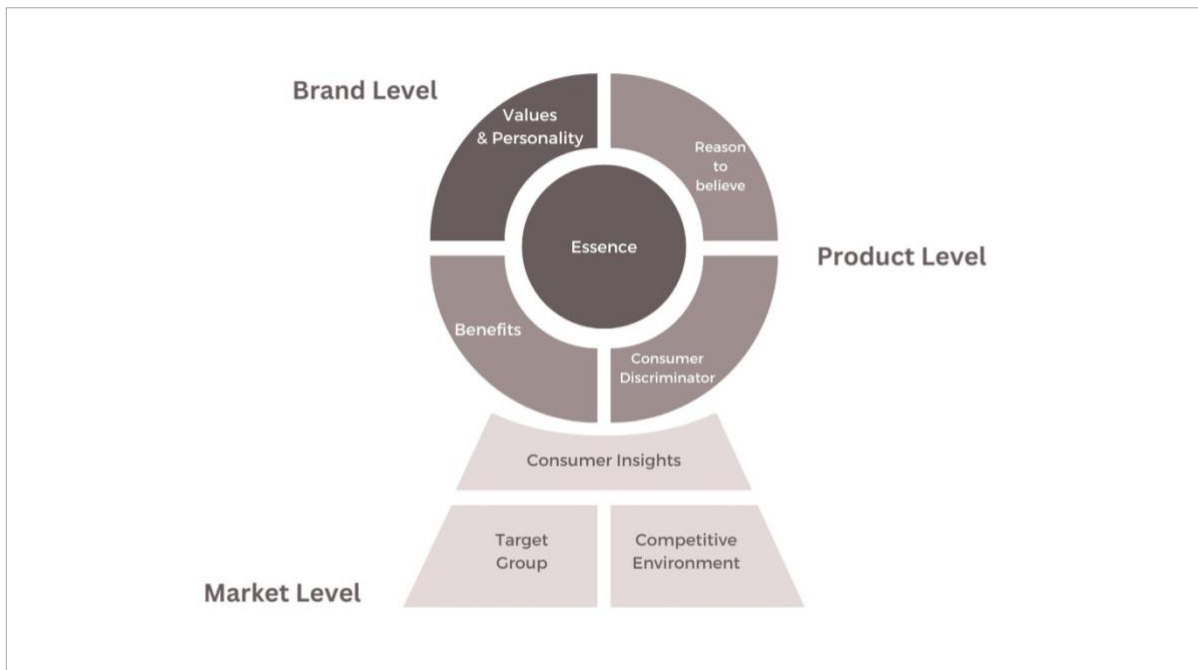 Brand Level
Values
& Personality
Reason
to
believe
Essence
Product Level
Benefits
Consumer
Discriminator
Consumer Insights
Target
Group
Competitive
Environment
Market Level